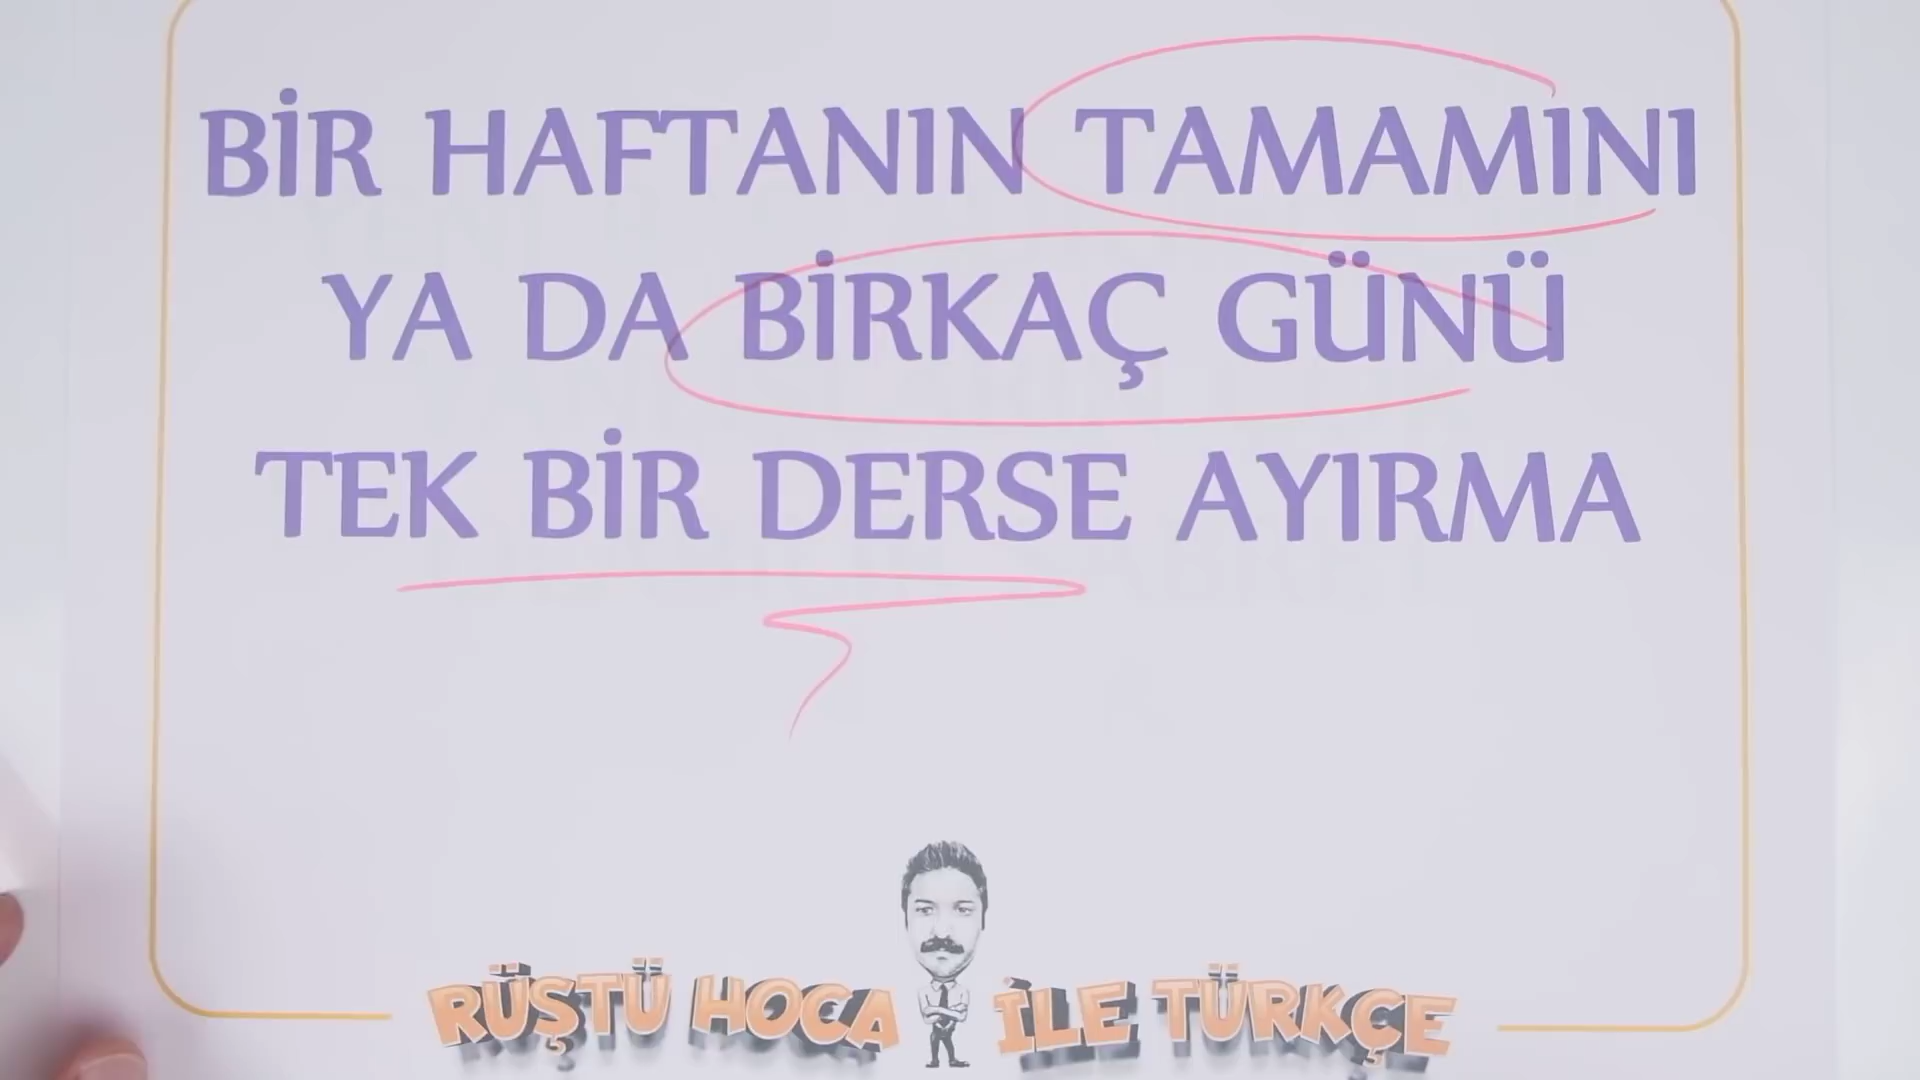 BİR HAFTANIN TAMAMINI
YA DA BİRKAÇ GÜNÜ
TEK BİR DERSE AYIRMA
RÜŞTÜ HOCA İLE TÜRKÇE